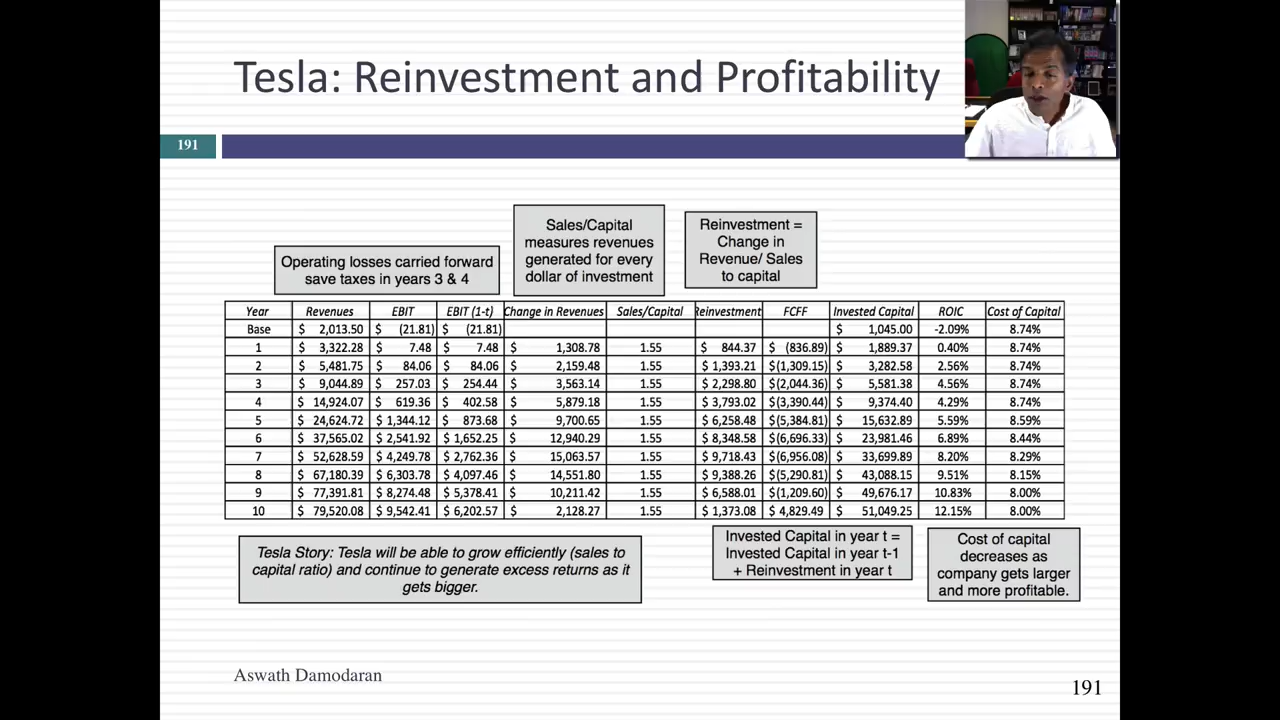 Tesla: Reinvestment and Profitability
191
Sales/Capital
measures revenues
generated for every
dollar of investment
Reinvestment =
Change in
Revenue/ Sales
to capital
Operating losses carried forward
save taxes in years 3 & 4
Year Revenues EBIT EBIT (1-t) Change in Revenues Sales/Capital Reinvestment FCFF Invested Capital ROIC Cost of Capital
Base $ 2,013.50 $ (21.81) $ (21.81) $ 1,045.00 -2.09% 8.74%
1 $ 3,322.28 $ 7.48 $ 7.48 $ 1,308.78 1.55 $ 844.37 $ (836.89) $ 1,889.37 0.40% 8.74%
2 $ 5,481.75 $ 84.06 $ 84.06 $ 2,159.48 1.55 $ 1,393.21 $(1,309.15) $ 3,282.58 2.56% 8.74%
3 $ 9,044.89 $ 257.03 $ 254.44 $ 3,563.14 1.55 $ 2,298.80 $(2,044.36) $ 5,581.38 4.56% 8.74%
4 $ 14,924.07 $ 619.36 $ 402.58 $ 5,879.18 1.55 $ 3,793.02 $(3,390.44) $ 9,374.40 4.29% 8.74%
5 $ 24,624.72 $ 1,344.12 $ 873.68 $ 9,700.65 1.55 $ 6,258.48 $(5,384.81) $ 15,632.89 5.59% 8.59%
6 $ 37,565.02 $ 2,541.92 $ 1,652.25 $ 12,940.29 1.55 $ 8,348.58 $(6,696.33) $ 23,981.46 6.89% 8.44%
7 $ 52,628.59 $ 4,249.78 $ 2,762.36 $ 15,063.57 1.55 $ 9,718.43 $(6,956.08) $ 33,699.89 8.20% 8.29%
8 $ 67,180.39 $ 6,303.78 $ 4,097.46 $ 14,551.80 1.55 $ 9,388.26 $(5,290.81) $ 43,088.15 9.51% 8.15%
9 $ 77,391.81 $ 8,274.48 $ 5,378.41 $ 10,211.42 1.55 $ 6,588.01 $(1,209.60) $ 49,676.17 10.83% 8.00%
10 $ 79,520.08 $ 9,542.41 $ 6,202.57 $ 2,128.27 1.55 $ 1,373.08 $ 4,829.49 $ 51,049.25 12.15% 8.00%
Tesla Story: Tesla will be able to grow efficiently (sales to
capital ratio) and continue to generate excess returns as it
gets bigger.
Invested Capital in year t =
Invested Capital in year t-1
+ Reinvestment in year t
Cost of capital
decreases as
company gets larger
and more profitable.
Aswath Damodaran
191